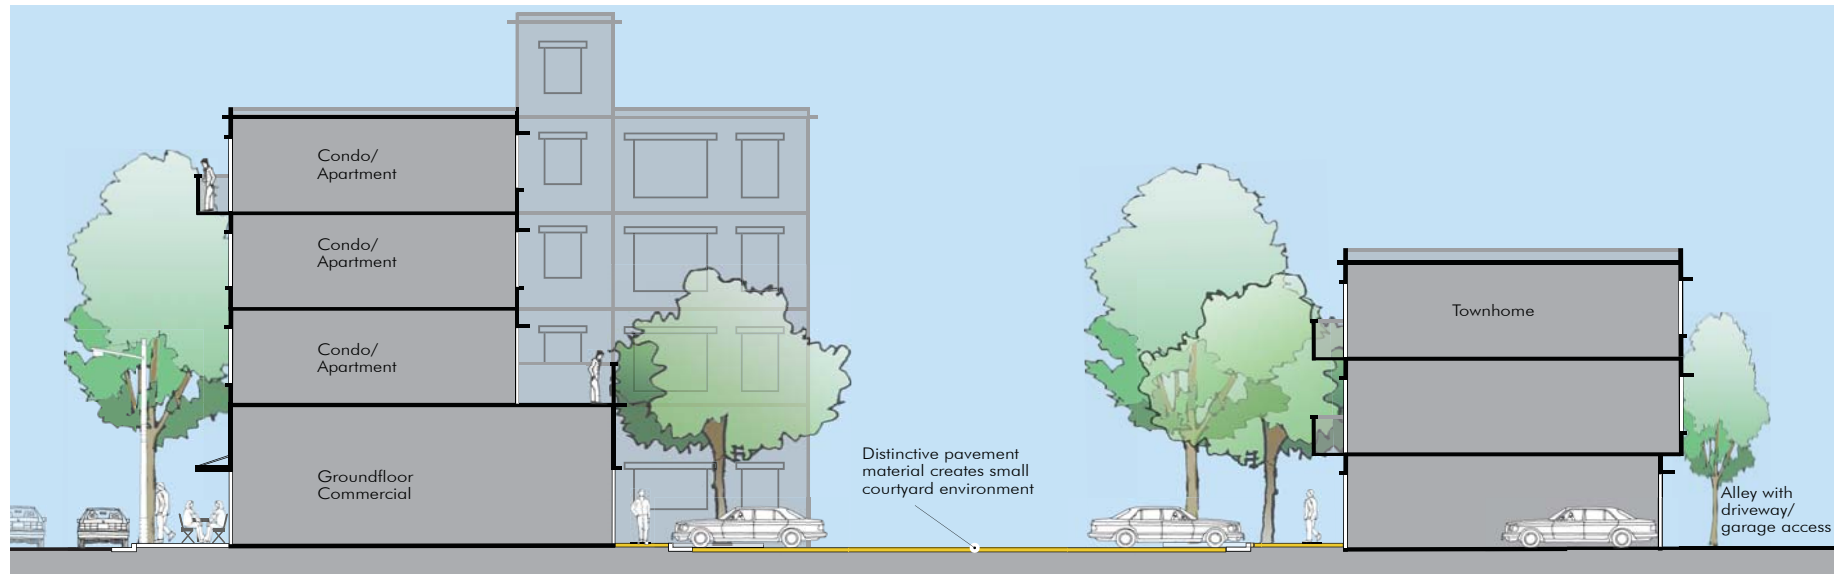 Condo/
Apartment
Condo/
Apartment
Condo/
Apartment
Groundfloor
Commercial
Distinctive pavement
material creates small
courtyard environment
Townhome
Alley with
driveway/
garage access